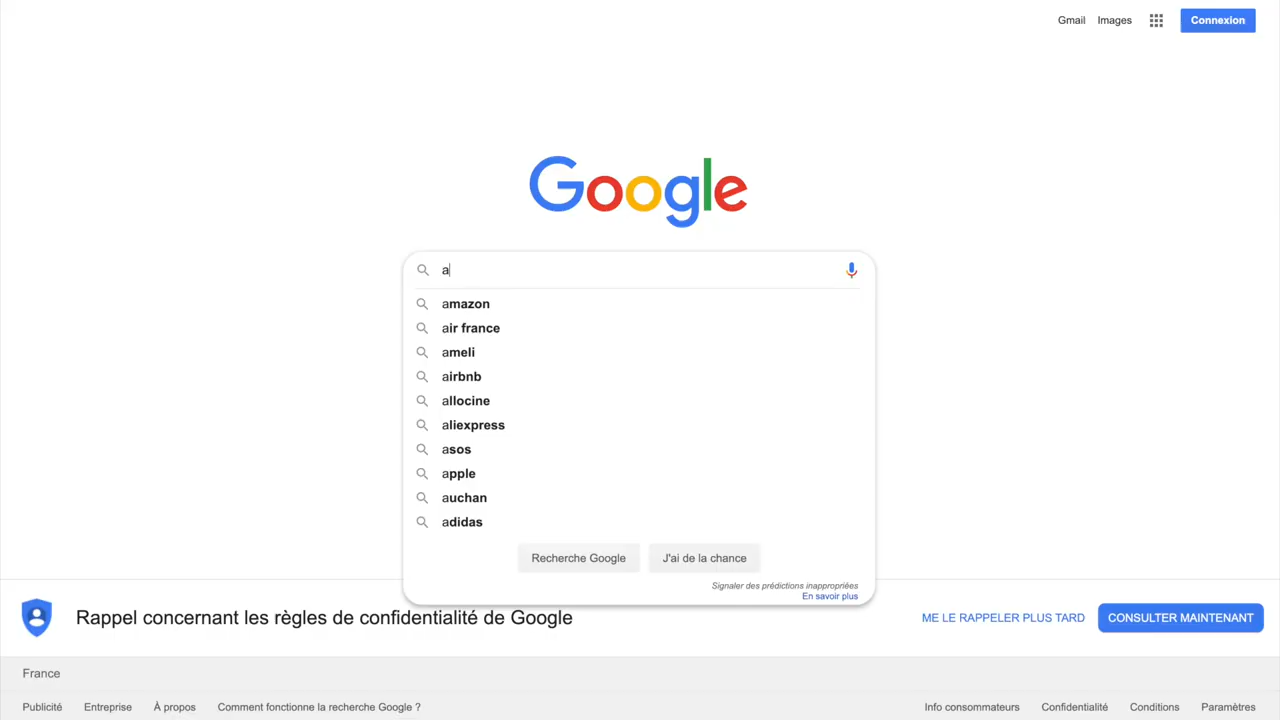 Gmail Images Connexion
Google
a
amazon
air france
ameli
airbnb
allocine
aliexpress
asos
apple
auchan
adidas
Recherche Google J'ai de la chance
Signaler des prédictions inappropriées
En savoir plus
Rappel concernant les règles de confidentialité de Google ME LE RAPPELER PLUS TARD CONSULTER MAINTENANT
France
Publicité Entreprise À propos Comment fonctionne la recherche Google ? Info consommateurs Confidentialité Conditions Paramètres